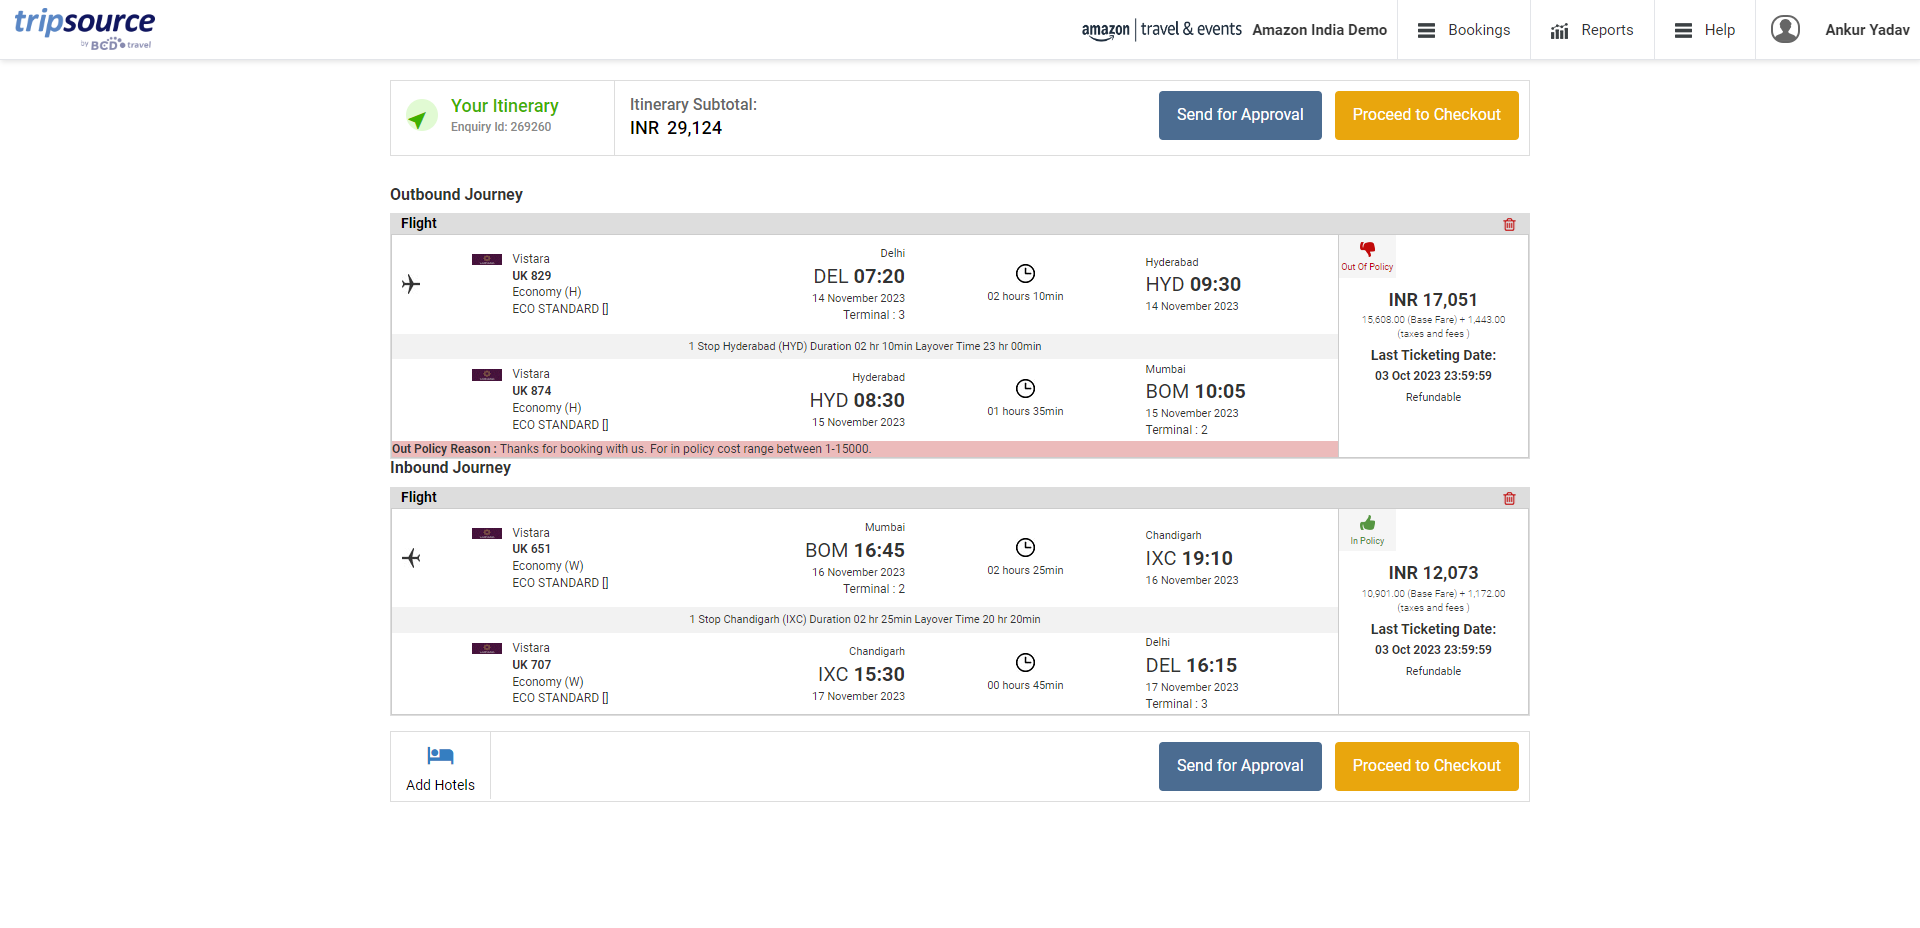 tripsource
by BCD travel
amazon | travel & events Amazon India Demo
Bookings
Reports
Help
Ankur Yadav
Your Itinerary
Enquiry Id: 269260
Itinerary Subtotal:
INR 29,124
Send for Approval
Proceed to Checkout
Outbound Journey
Flight
Vistara
UK 829
Economy (H)
ECO STANDARD []
Delhi
DEL 07:20
14 November 2023
Terminal : 3
02 hours 10min
Hyderabad
HYD 09:30
14 November 2023
Out Of Policy
INR 17,051
15,608.00 (Base Fare) + 1,443.00
(taxes and fees )
Last Ticketing Date:
03 Oct 2023 23:59:59
Refundable
1 Stop Hyderabad (HYD) Duration 02 hr 10min Layover Time 23 hr 00min
Vistara
UK 874
Economy (H)
ECO STANDARD []
Hyderabad
HYD 08:30
15 November 2023
01 hours 35min
Mumbai
BOM 10:05
15 November 2023
Terminal : 2
Out Policy Reason : Thanks for booking with us. For in policy cost range between 1-15000.
Inbound Journey
Flight
Vistara
UK 651
Economy (W)
ECO STANDARD []
Mumbai
BOM 16:45
16 November 2023
Terminal : 2
02 hours 25min
Chandigarh
IXC 19:10
16 November 2023
In Policy
INR 12,073
10,901.00 (Base Fare) + 1,172.00
(taxes and fees )
Last Ticketing Date:
03 Oct 2023 23:59:59
Refundable
1 Stop Chandigarh (IXC) Duration 02 hr 25min Layover Time 20 hr 20min
Vistara
UK 707
Economy (W)
ECO STANDARD []
Chandigarh
IXC 15:30
17 November 2023
00 hours 45min
Delhi
DEL 16:15
17 November 2023
Terminal : 3
Add Hotels
Send for Approval
Proceed to Checkout